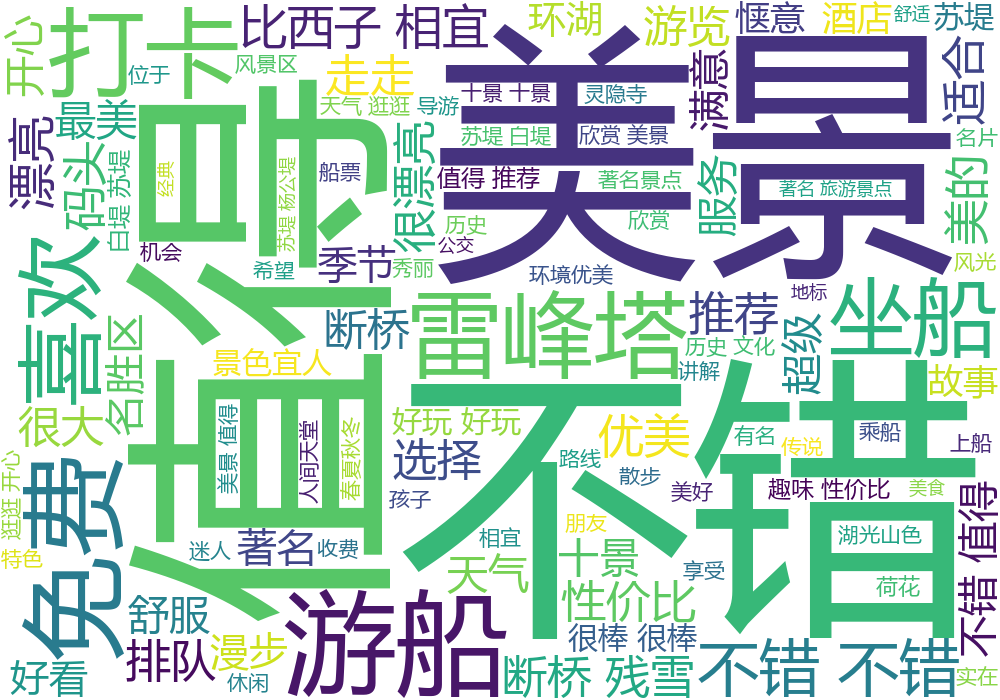 开心
打卡
比西子 相宜
环湖
游览
惬意
酒店
舒适
苏堤
位于
风景区
走走
美景
满意
适合
最美
天气 逛逛
导游
十景 十景
灵隐寺
苏堤 白堤
欣赏 美景
名片
漂亮
码头
白堤 苏堤
经典
值得
苏堤 杨公堤
船票
很漂亮
值得 推荐
著名景点
服务
著名 旅游景点
美的
历史
欣赏
公交
机会
希望
季节
秀丽
环境优美
风光
地标
喜欢
名胜区
断桥
雷峰塔
推荐
坐船
历史 文化
超级
讲解
景色宜人
故事
很大
好玩 好玩
不错
优美
有名
乘船
上船
传说
美景 值得
人间天堂
春夏秋冬
选择
路线
散步
美好
趣味 性价比
美食
逛逛 开心
免费
孩子
朋友
不错 值得
特色
迷人
著名
收费
相宜
湖光山色
天气
十景
享受
荷花
舒服
性价比
游船
排队
漫步
很棒 很棒
好看
休闲
断桥 残雪
不错 不错
实在